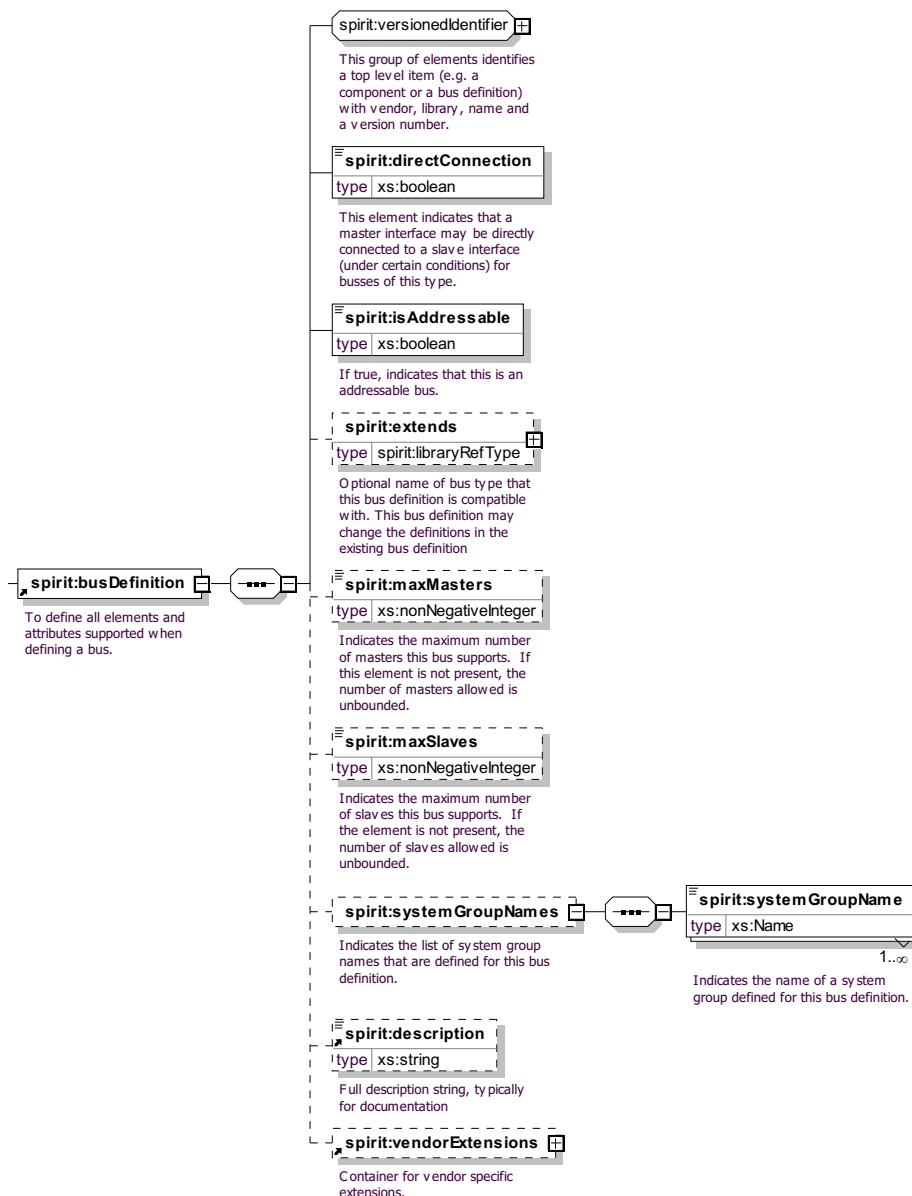 spirit:versionedIdentifier
This group of elements identifies
a top level item (e.g. a
component or a bus definition)
with vendor, library, name and
a version number.
spirit:directConnection
type xs:boolean
This element indicates that a
master interface may be directly
connected to a slave interface
(under certain conditions) for
busses of this type.
spirit:isAddressable
type xs:boolean
If true, indicates that this is an
addressable bus.
spirit:extends
type spirit:libraryRefType
Optional name of bus type that
this bus definition is compatible
with. This bus definition may
change the definitions in the
existing bus definition
spirit:busDefinition
To define all elements and
attributes supported when
defining a bus.
spirit:maxMasters
type xs:nonNegativeInteger
Indicates the maximum number
of masters this bus supports. If
this element is not present, the
number of masters allowed is
unbounded.
spirit:maxSlaves
type xs:nonNegativeInteger
Indicates the maximum number
of slaves this bus supports. If
the element is not present, the
number of slaves allowed is
unbounded.
spirit:systemGroupNames
Indicates the list of system group
names that are defined for this bus
definition.
spirit:systemGroupName
type xs:Name
1..∞
Indicates the name of a system
group defined for this bus definition.
spirit:description
type xs:string
Full description string, typically
for documentation
spirit:vendorExtensions
Container for vendor specific
extensions.